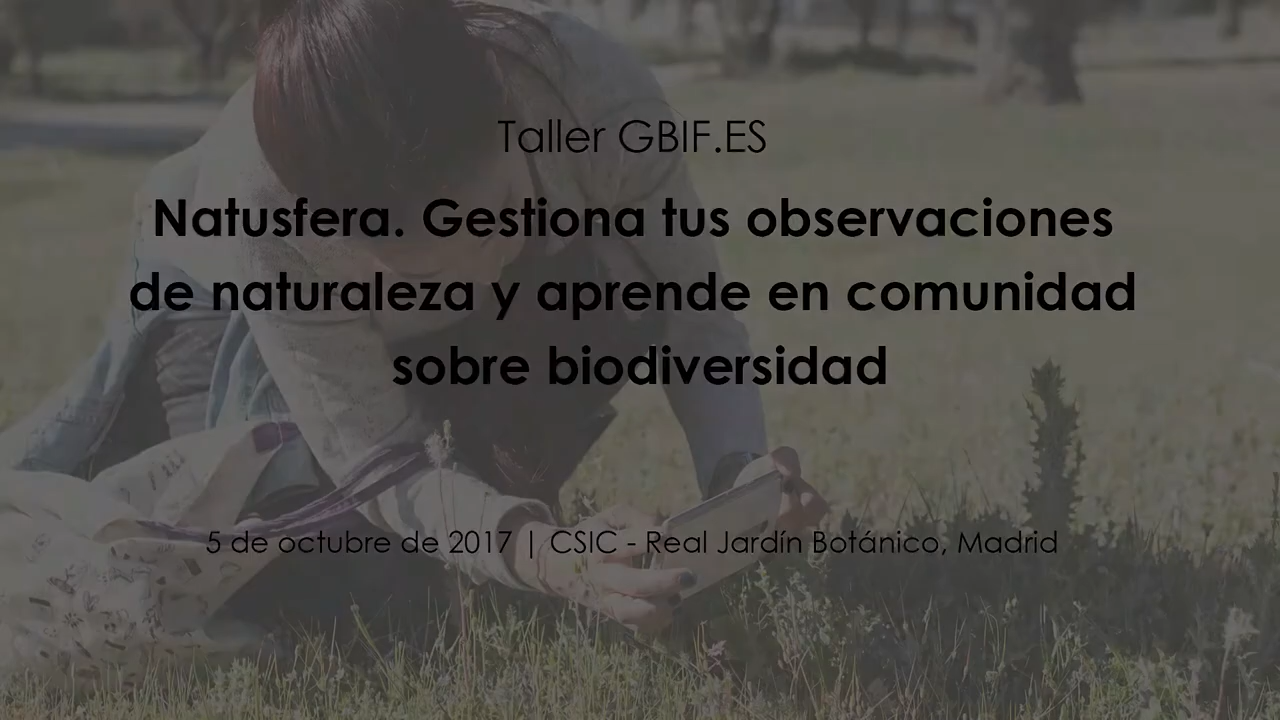 Taller GBIF.ES
Natusfera. Gestiona tus observaciones
de naturaleza y aprende en comunidad
sobre biodiversidad
5 de octubre de 2017 | CSIC - Real Jardín Botánico, Madrid